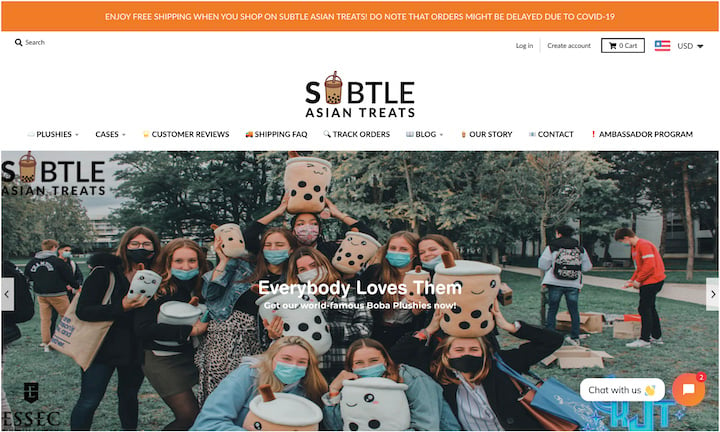 ENJOY FREE SHIPPING WHEN YOU SHOP ON SUBTLE ASIAN TREATS! DO NOTE THAT ORDERS MIGHT BE DELAYED DUE TO COVID-19
Search
Log in
Create account
0 Cart
USD
SUBTLE
ASIAN TREATS
PLUSHIES
CASES
CUSTOMER REVIEWS
SHIPPING FAQ
TRACK ORDERS
BLOG
OUR STORY
CONTACT
AMBASSADOR PROGRAM
SUBTLE
ASIAN TREATS
Everybody Loves Them
Get our world-famous Boba Plushies now!
Chat with us
2
ESSEC
KJT